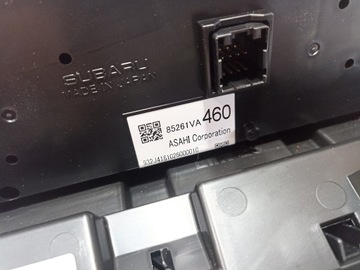 SUBARU
MADE IN JAPAN
85261VA 460
ASAHI Corporation